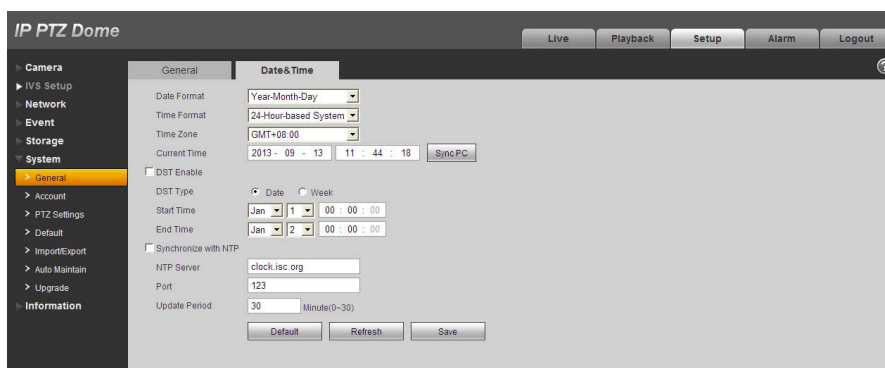 IP PTZ Dome
Live Playback Setup Alarm Logout
Camera
IVS Setup
Network
Event
Storage
System
General
Account
PTZ Settings
Default
Import/Export
Auto Maintain
Upgrade
Information
General Date&Time
Date Format Year-Month-Day
Time Format 24-Hour-based System
Time Zone GMT+08:00
Current Time 2013 - 09 - 13 11 : 44 : 18 Sync PC
DST Enable
DST Type Date Week
Start Time Jan 1 00 : 00 : 00
End Time Jan 2 00 : 00 : 00
Synchronize with NTP
NTP Server clock.isc.org
Port 123
Update Period 30 Minute(0~30)
Default Refresh Save
?